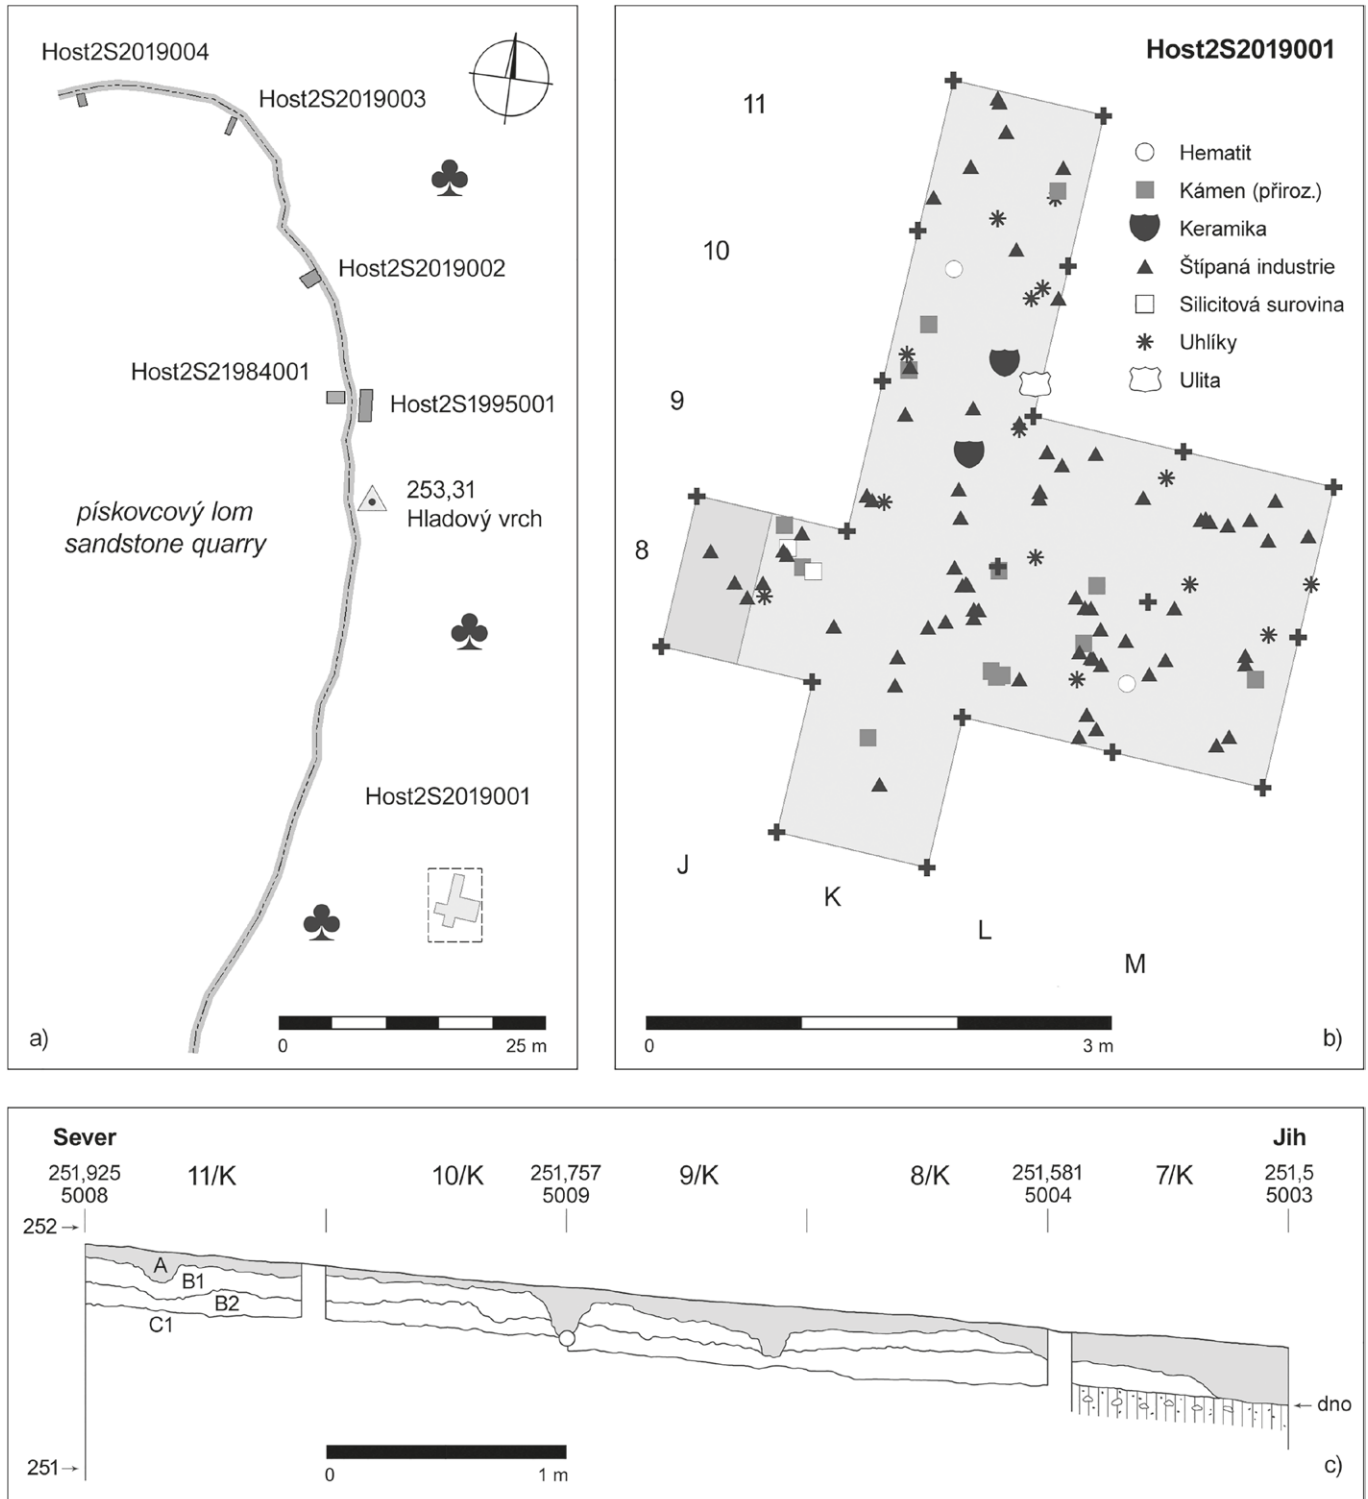 Host2S2019004
Host2S2019003
Host2S2019002
Host2S21984001
Host2S1995001
253,31
Hladový vrch
pískovcový lom
sandstone quarry
Host2S2019001
0
25 m
a)
Host2S2019001
11
10
9
8
J
K
L
M
Hematit
Kámen (přiroz.)
Keramika
Štípaná industrie
Silicitová surovina
Uhlíky
Ulita
0
3 m
b)
Sever
Jih
251,925
5008
11/K
10/K
251,757
5009
9/K
8/K
251,581
5004
7/K
251,5
5003
252
A
B1
B2
C1
dno
251
0
1 m
c)